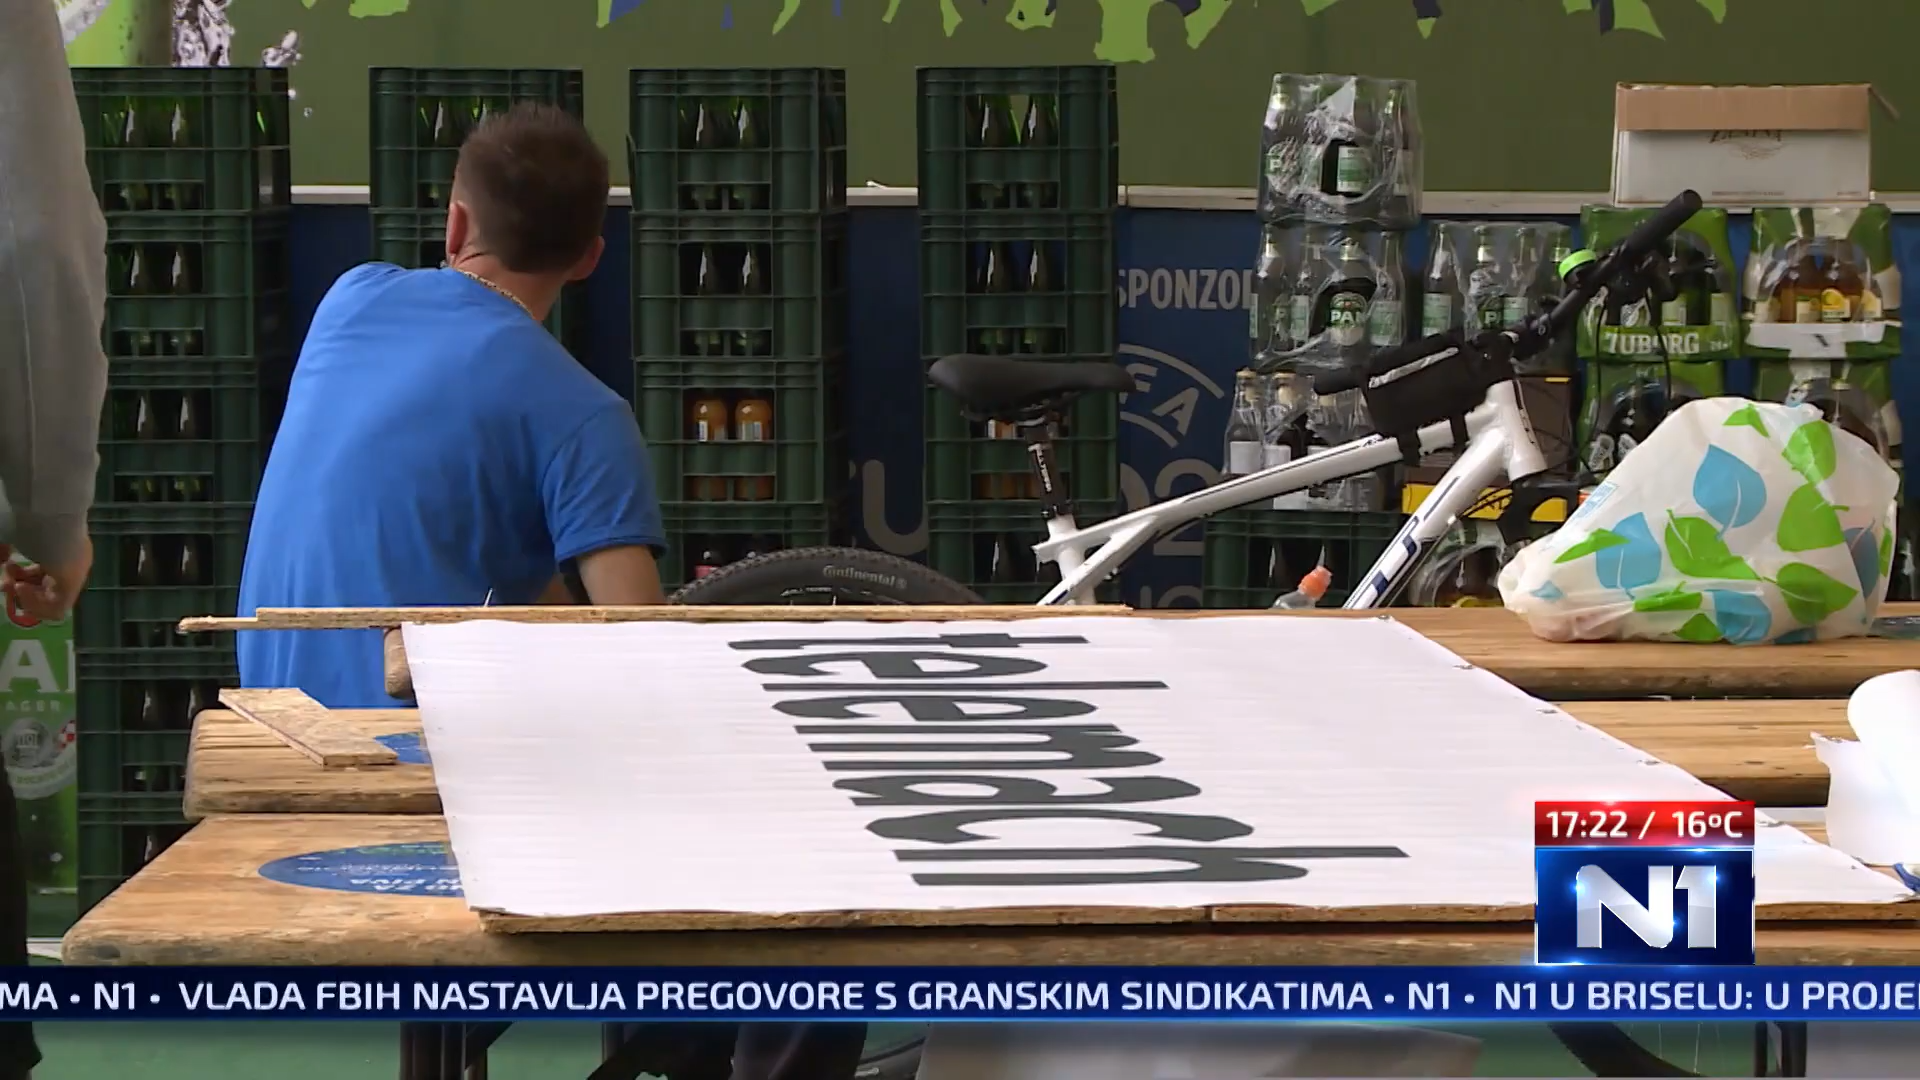 SPONZO
PAN
PAN
TUBORG
Continental
telemach
17:22 / 16°C
N1
MA • N1 • VLADA FBIH NASTAVLJA PREGOVORE S GRANSKIM SINDIKATIMA • N1 • N1 U BRISELU: U PROJE